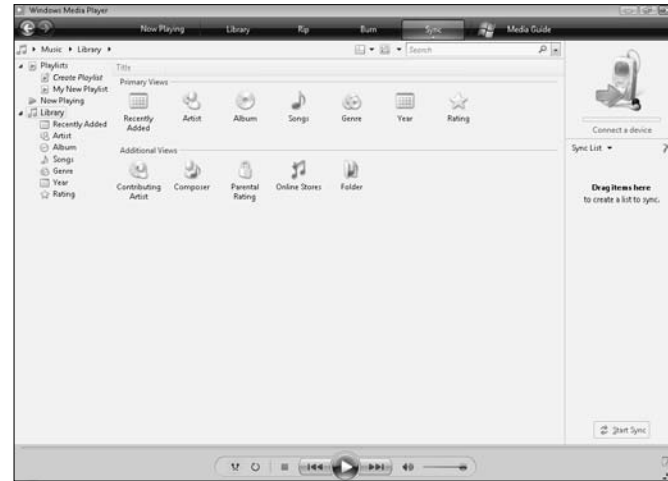 Windows Media Player
Now Playing Library Rip Burn Sync Media Guide
Music Library
Search
Playlists
Create Playlist
My New Playlist
Now Playing
Library
Recently Added
Artist
Album
Songs
Genre
Year
Rating
Title
Primary Views
Recently Added
Artist
Album
Songs
Genre
Year
Rating
Additional Views
Contributing Artist
Composer
Parental Rating
Online Stores
Folder
Connect a device
Sync List
Drag items here
to create a list to sync.
Start Sync